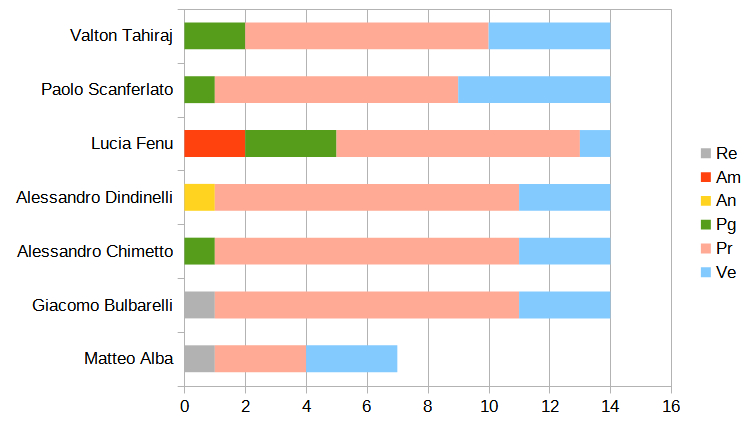 Valton Tahiraj
Paolo Scanferlato
Lucia Fenu
Alessandro Dindinelli
Alessandro Chimetto
Giacomo Bulbarelli
Matteo Alba
0 2 4 6 8 10 12 14 16
Re
Am
An
Pg
Pr
Ve